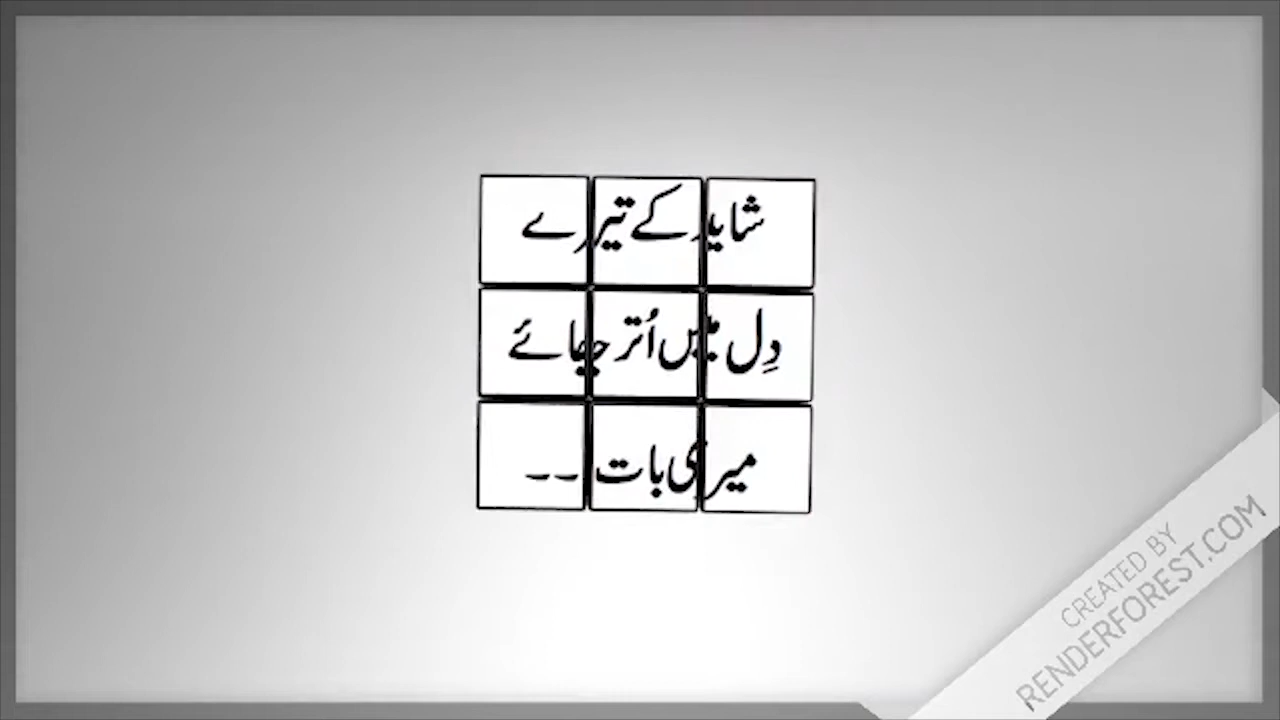 شاید کے تیرے
دِل میں اُتر جائے
میری بات --
CREATED BY
RENDERFOREST.COM